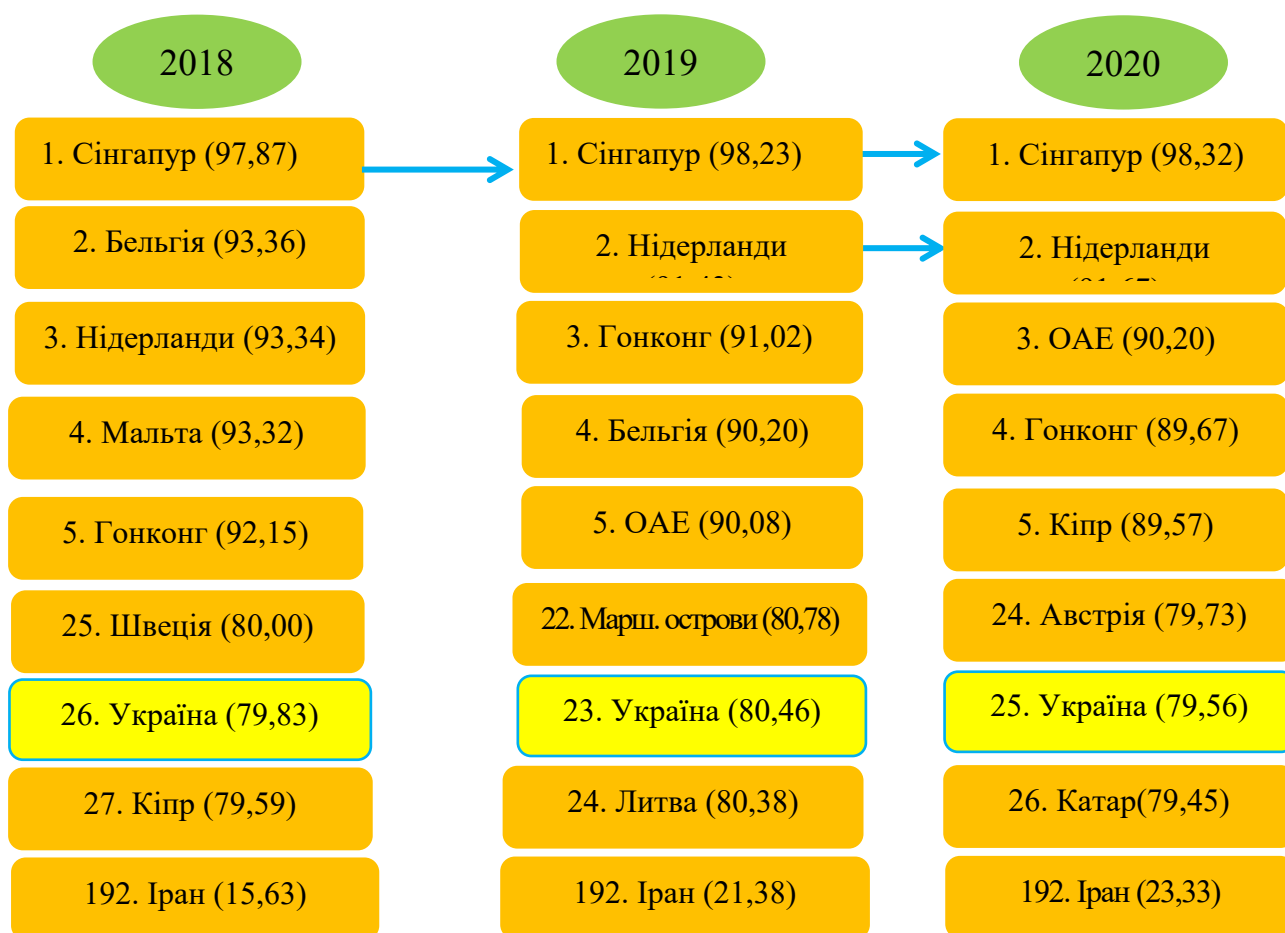 2018
1. Сінгапур (97,87)
2. Бельгія (93,36)
3. Нідерланди (93,34)
4. Мальта (93,32)
5. Гонконг (92,15)
25. Швеція (80,00)
26. Україна (79,83)
27. Кіпр (79,59)
192. Іран (15,63)
2019
1. Сінгапур (98,23)
2. Нідерланди
3. Гонконг (91,02)
4. Бельгія (90,20)
5. ОАЕ (90,08)
22. Марш. острови (80,78)
23. Україна (80,46)
24. Литва (80,38)
192. Іран (21,38)
2020
1. Сінгапур (98,32)
2. Нідерланди
3. ОАЕ (90,20)
4. Гонконг (89,67)
5. Кіпр (89,57)
24. Австрія (79,73)
25. Україна (79,56)
26. Катар(79,45)
192. Іран (23,33)